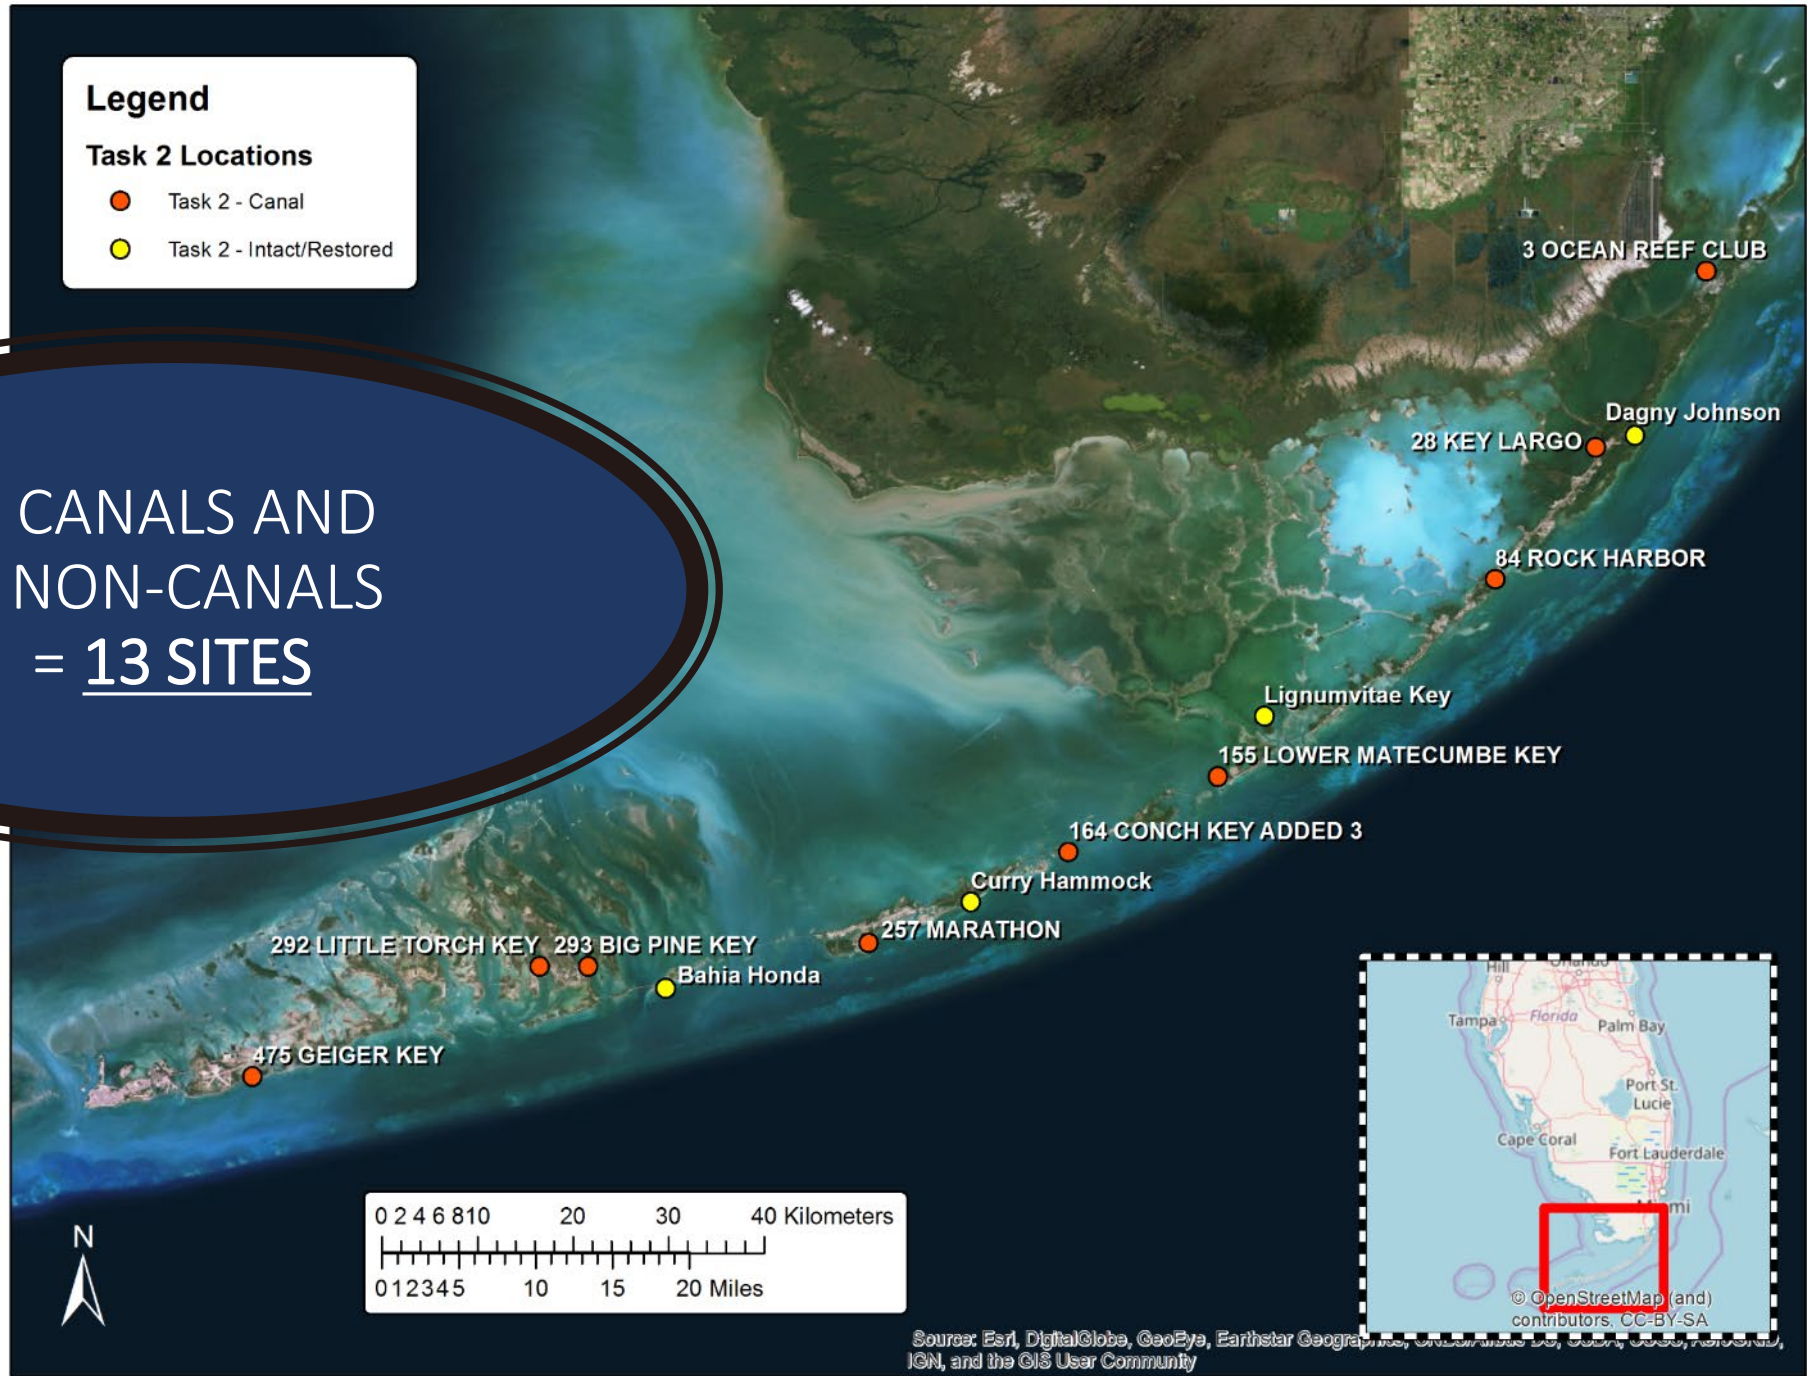 Legend
Task 2 Locations
Task 2 - Canal
Task 2 - Intact/Restored
CANALS AND
NON-CANALS
= 13 SITES
3 OCEAN REEF CLUB
Dagny Johnson
28 KEY LARGO
84 ROCK HARBOR
Lignumvitae Key
155 LOWER MATECUMBE KEY
164 CONCH KEY ADDED 3
Curry Hammock
257 MARATHON
292 LITTLE TORCH KEY
293 BIG PINE KEY
Bahia Honda
475 GEIGER KEY
N
0 2 4 6 8 10 20 30 40 Kilometers
0 1 2 3 4 5 10 15 20 Miles
Hill
Orlando
Tampa
Florida
Palm Bay
Port St.
Lucie
Cape Coral
Fort Lauderdale
Miami
© OpenStreetMap (and)
contributors, CC-BY-SA
Source: Esri, DigitalGlobe, GeoEye, Earthstar Geographics,
IGN, and the GIS User Community